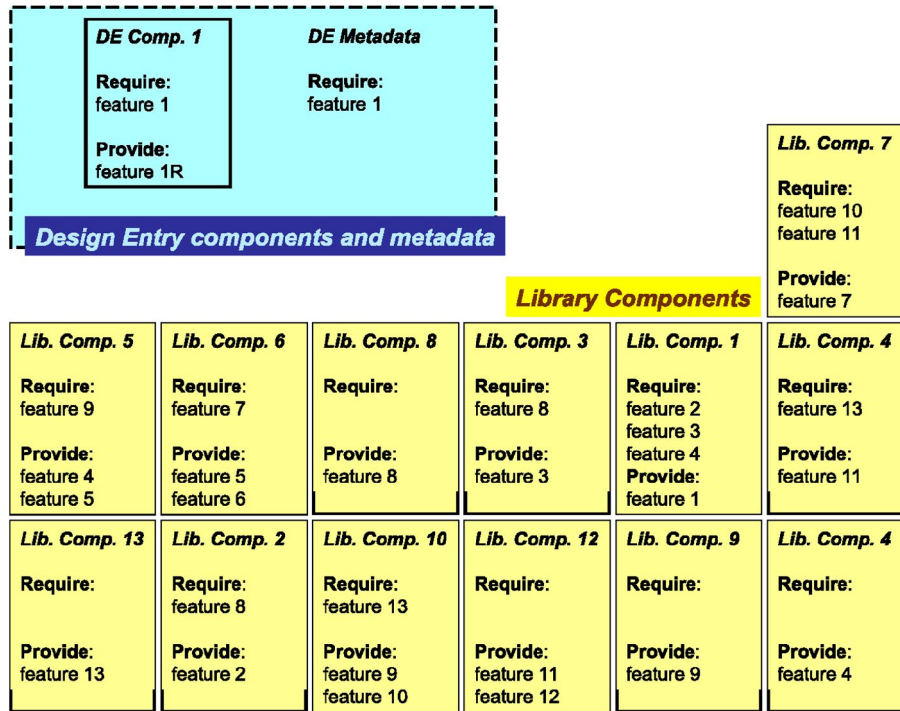 DE Comp. 1
Require:
feature 1
Provide:
feature 1R
DE Metadata
Require:
feature 1
Design Entry components and metadata
Library Components
Lib. Comp. 7
Require:
feature 10
feature 11
Provide:
feature 7
Lib. Comp. 5
Require:
feature 9
Provide:
feature 4
feature 5
Lib. Comp. 6
Require:
feature 7
Provide:
feature 5
feature 6
Lib. Comp. 8
Require:
Provide:
feature 8
Lib. Comp. 3
Require:
feature 8
Provide:
feature 3
Lib. Comp. 1
Require:
feature 2
feature 3
feature 4
Provide:
feature 1
Lib. Comp. 4
Require:
feature 13
Provide:
feature 11
Lib. Comp. 13
Require:
Provide:
feature 13
Lib. Comp. 2
Require:
feature 8
Provide:
feature 2
Lib. Comp. 10
Require:
feature 13
Provide:
feature 9
feature 10
Lib. Comp. 12
Require:
Provide:
feature 11
feature 12
Lib. Comp. 9
Require:
Provide:
feature 9
Lib. Comp. 4
Require:
Provide:
feature 4